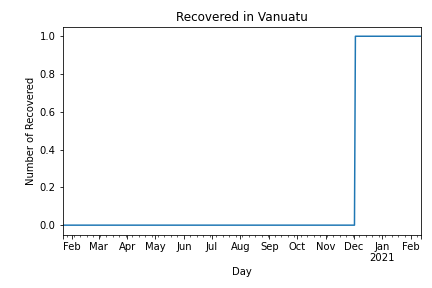 Recovered in Vanuatu
1.0
0.8
0.6
0.4
0.2
0.0
Number of Recovered
Feb Mar Apr May Jun Jul Aug Sep Oct Nov Dec Jan Feb
2021
Day